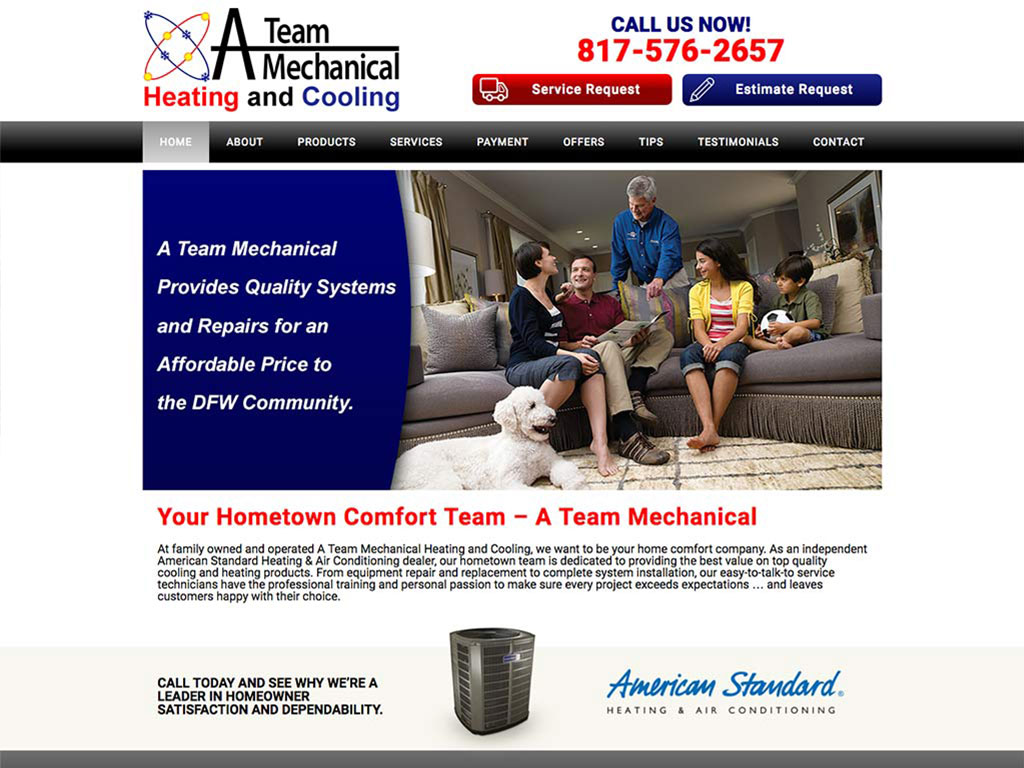 A Team
Mechanical
Heating and Cooling
CALL US NOW!
817-576-2657
Service Request
Estimate Request
HOME ABOUT PRODUCTS SERVICES PAYMENT OFFERS TIPS TESTIMONIALS CONTACT
A Team Mechanical
Provides Quality Systems
and Repairs for an
Affordable Price to
the DFW Community.
Your Hometown Comfort Team – A Team Mechanical
At family owned and operated A Team Mechanical Heating and Cooling, we want to be your home comfort company. As an independent
American Standard Heating & Air Conditioning dealer, our hometown team is dedicated to providing the best value on top quality
cooling and heating products. From equipment repair and replacement to complete system installation, our easy-to-talk-to service
technicians have the professional training and personal passion to make sure every project exceeds expectations … and leaves
customers happy with their choice.
CALL TODAY AND SEE WHY WE’RE A
LEADER IN HOMEOWNER
SATISFACTION AND DEPENDABILITY.
American Standard®
HEATING & AIR CONDITIONING